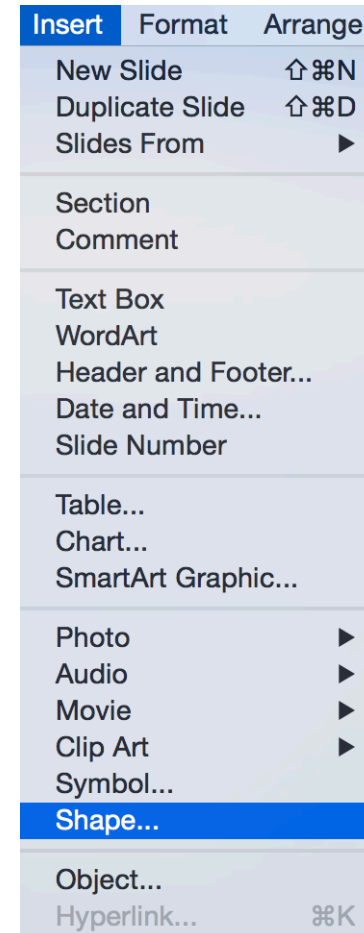 Insert Format Arrange
New Slide ⇧⌘N
Duplicate Slide ⇧⌘D
Slides From ▶
Section
Comment
Text Box
WordArt
Header and Footer...
Date and Time...
Slide Number
Table...
Chart...
SmartArt Graphic...
Photo ▶
Audio ▶
Movie ▶
Clip Art ▶
Symbol...
Shape...
Object...
Hyperlink... ⌘K